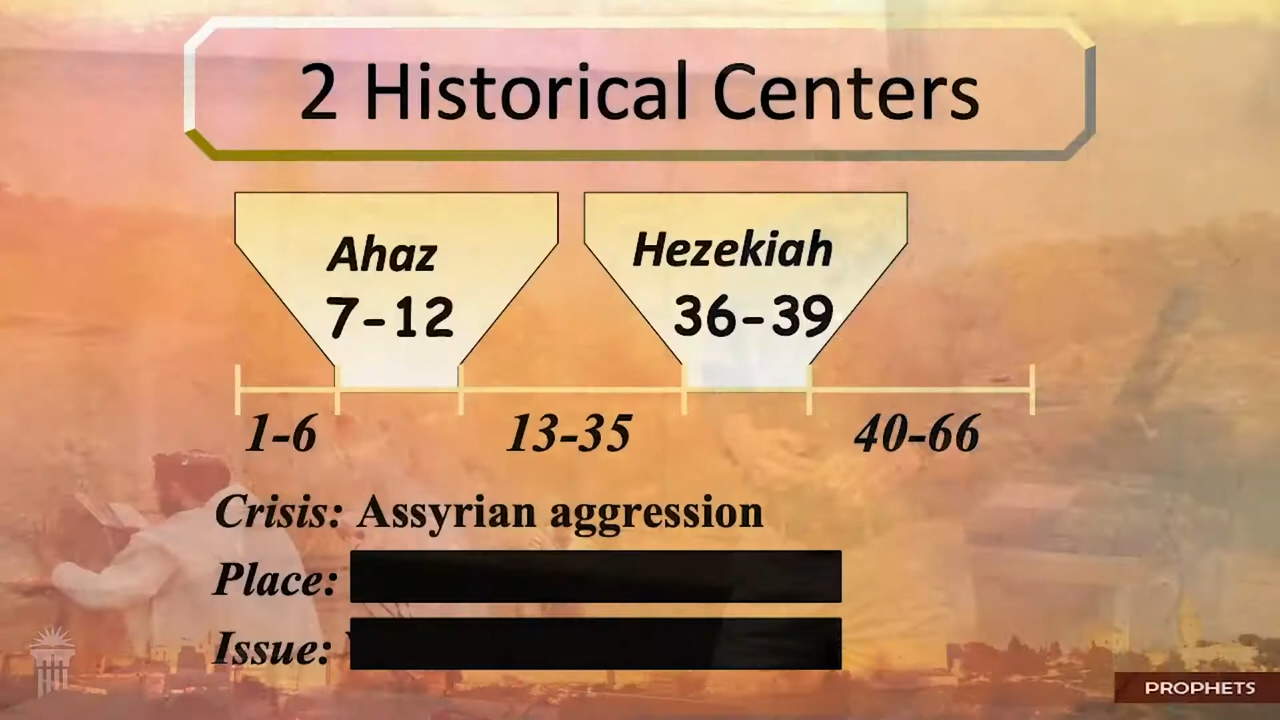 2 Historical Centers
Ahaz
7-12
Hezekiah
36-39
1-6
13-35
40-66
Crisis: Assyrian aggression
Place:
Issue:
PROPHETS